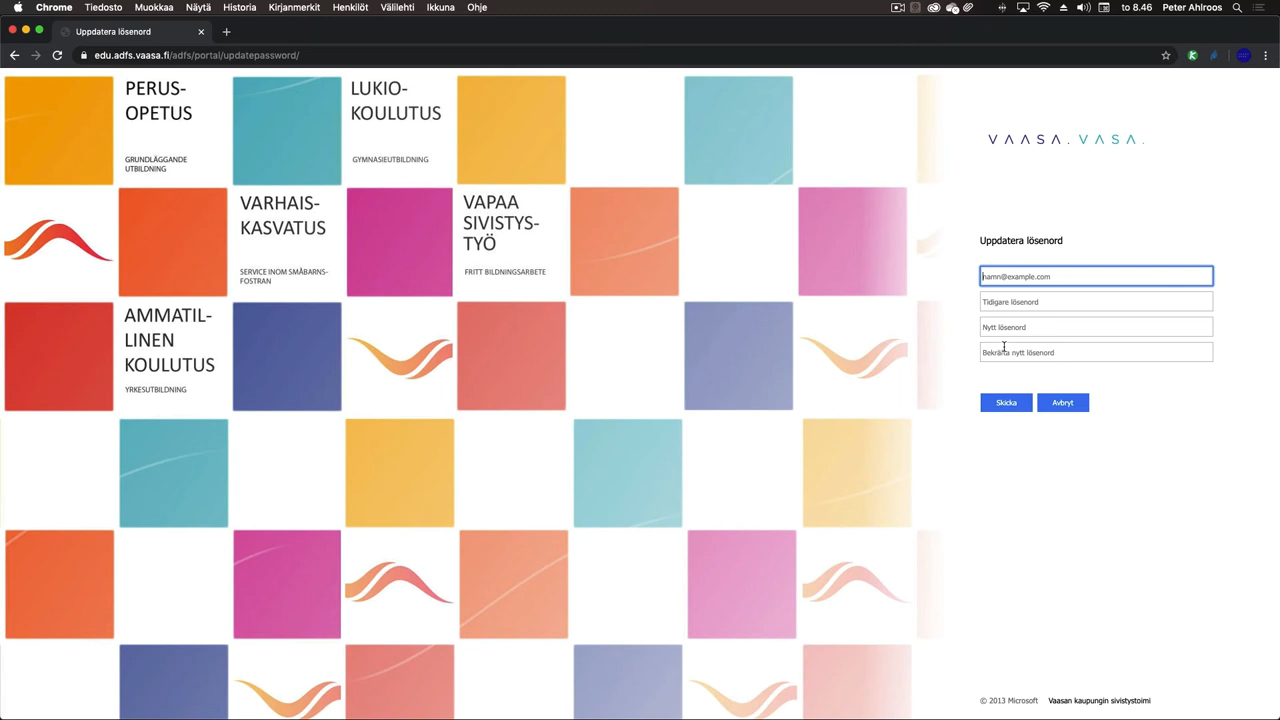 Chrome Tiedosto Muokkaa Näytä Historia Kirjanmerkit Henkilöt Välilehti Ikkuna Ohje to 8.46 Peter Ahlroos
Uppdatera lösenord
edu.adfs.vaasa.fi/adfs/portal/updatepassword/
PERUS-
OPETUS
GRUNDLÄGGANDE
UTBILDNING
LUKIO-
KOULUTUS
GYMNASIEUTBILDNING
VARHAIS-
KASVATUS
SERVICE INOM SMÅBARNS-
FOSTRAN
VAPAA
SIVISTYS-
TYÖ
FRITT BILDNINGSARBETE
AMMATIL-
LINEN
KOULUTUS
YRKESUTBILDNING
VAASA. VASA.
Uppdatera lösenord
namn@example.com
Tidigare lösenord
Nytt lösenord
Bekräfta nytt lösenord
Skicka Avbryt
© 2013 Microsoft Vaasan kaupungin sivistystoimi